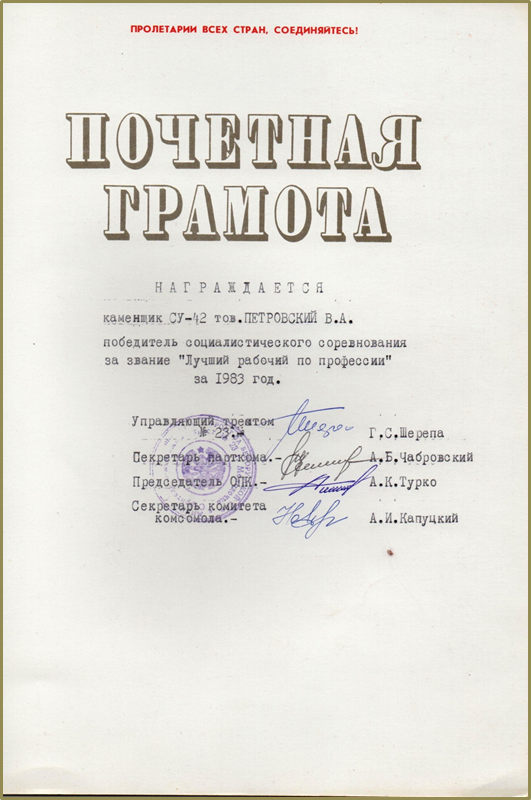 ПРОЛЕТАРИИ ВСЕХ СТРАН, СОЕДИНЯЙТЕСЬ!
ПОЧЕТНАЯ
ГРАМОТА
НАГРАЖДАЕТСЯ
каменщик СУ-42 тов.ПЕТРОВСКИЙ В.А.
победитель социалистического соревнования
за звание "Лучший рабочий по профессии"
за 1983 год.
Управляющий трестом
№ 23.- Г.С.Шерепа
Секретарь парткома.- А.Б.Чабровский
Председатель ОПК.- А.К.Турко
Секретарь комитета
комсомола.- А.И.Капуцкий